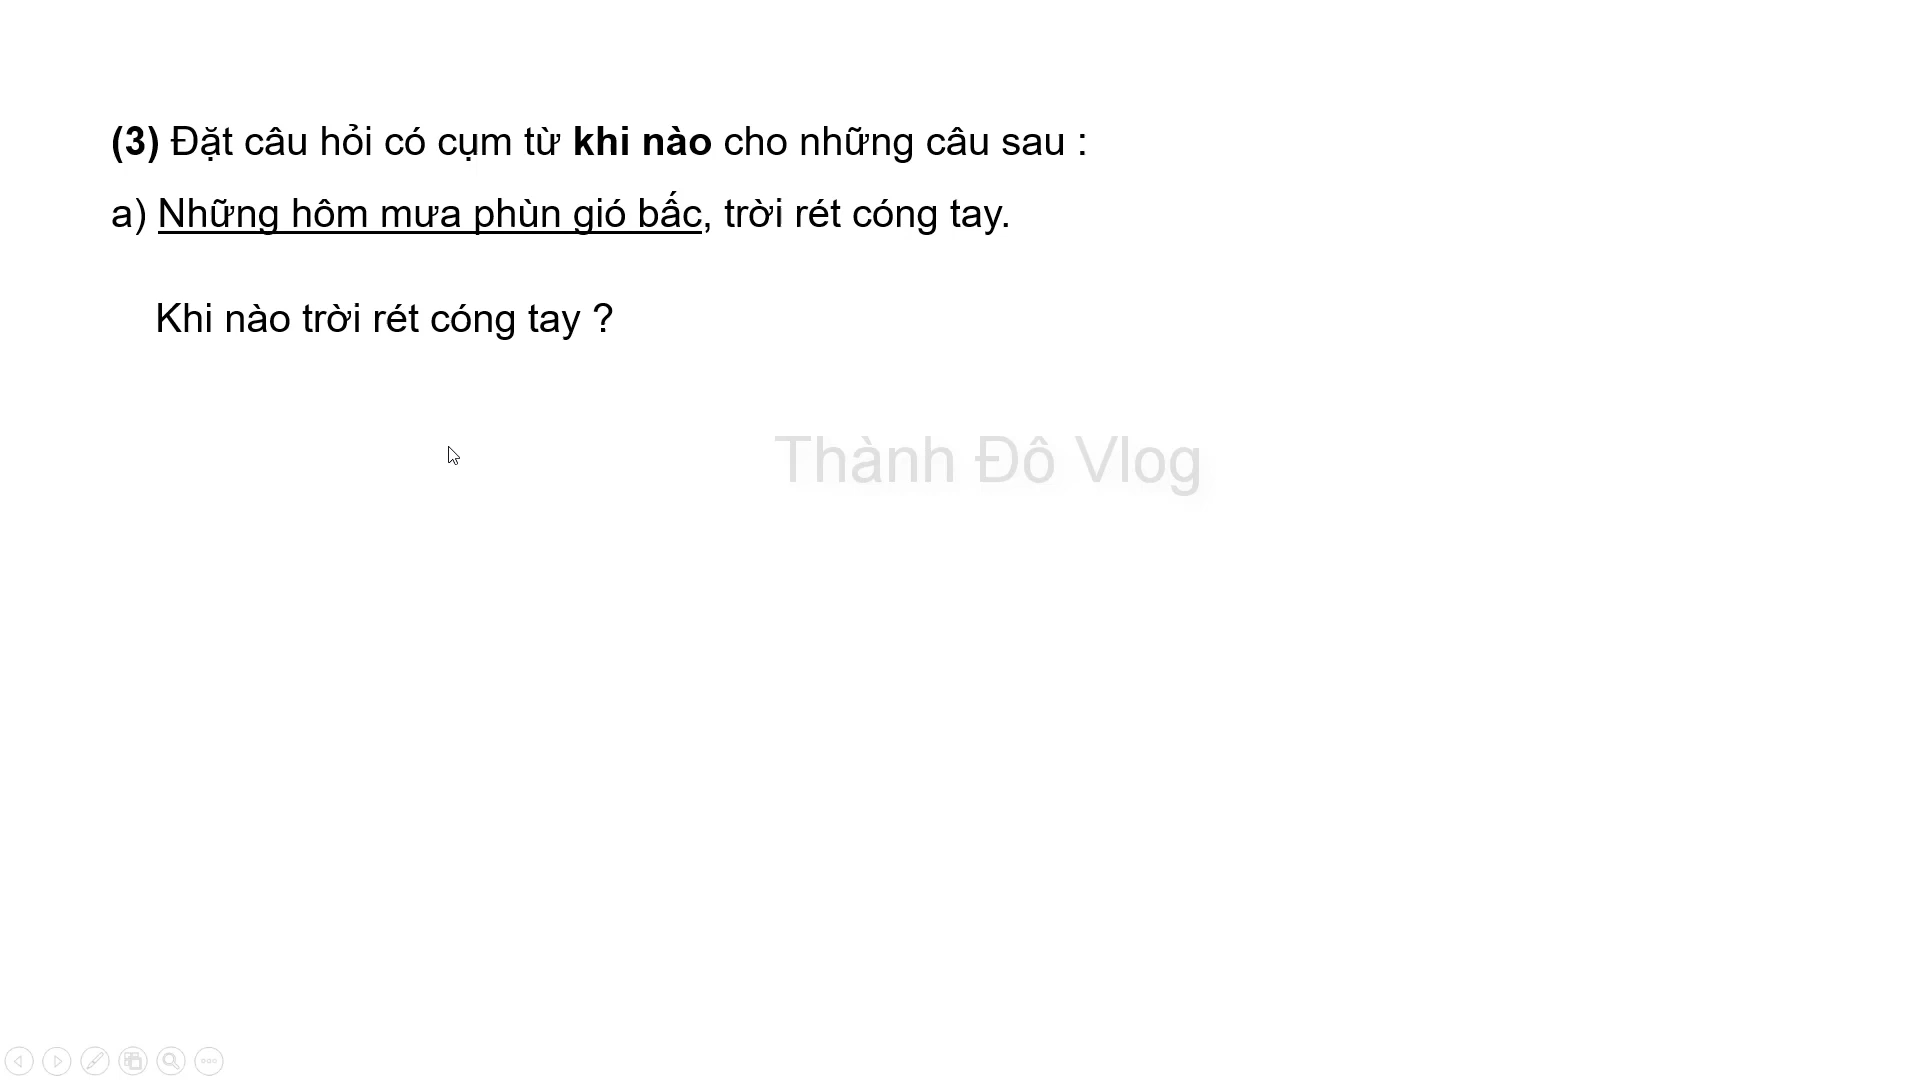 (3) Đặt câu hỏi có cụm từ khi nào cho những câu sau :
a) Những hôm mưa phùn gió bấc, trời rét cóng tay.
Khi nào trời rét cóng tay ?
Thành Đô Vlog